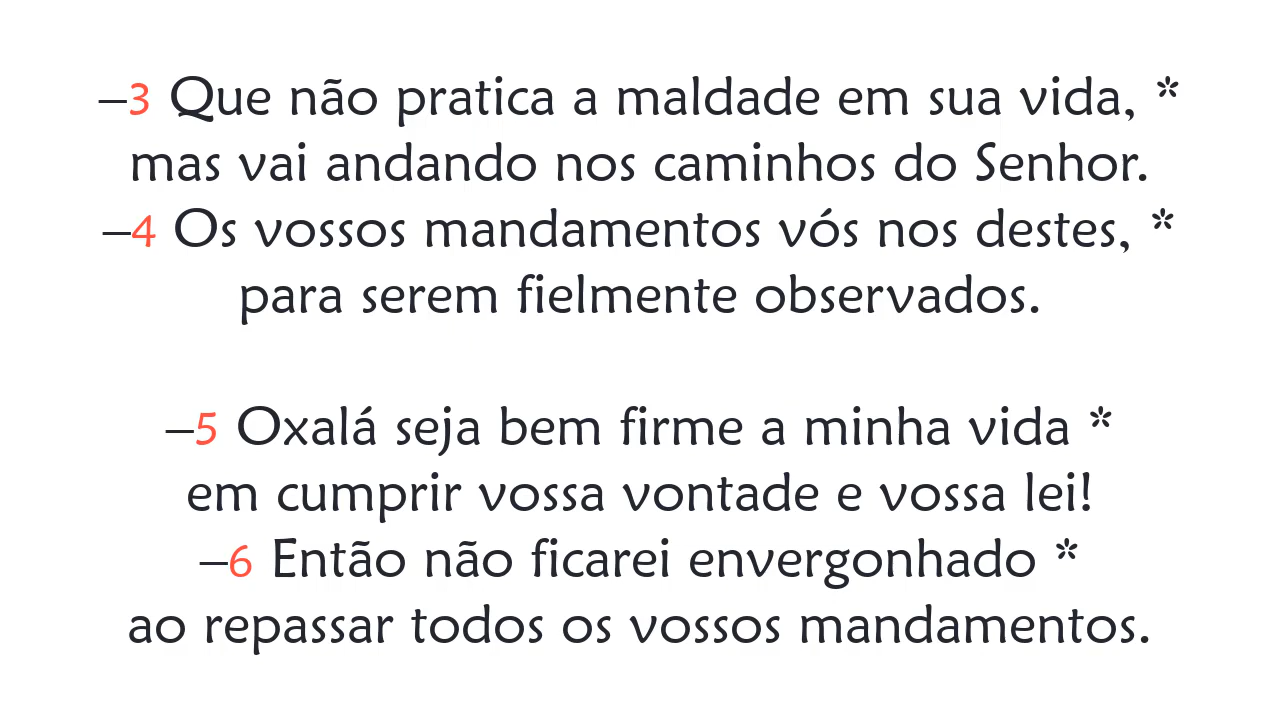 –3 Que não pratica a maldade em sua vida, *
mas vai andando nos caminhos do Senhor.
–4 Os vossos mandamentos vós nos destes, *
para serem fielmente observados.
–5 Oxalá seja bem firme a minha vida *
em cumprir vossa vontade e vossa lei!
–6 Então não ficarei envergonhado *
ao repassar todos os vossos mandamentos.